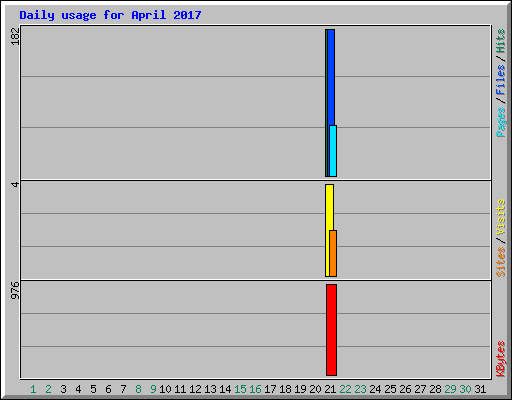 Daily usage for April 2017
182
Pages/Files/Hits
4
Sites/Visits
976
KBytes
1 2 3 4 5 6 7 8 9 10 11 12 13 14 15 16 17 18 19 20 21 22 23 24 25 26 27 28 29 30 31